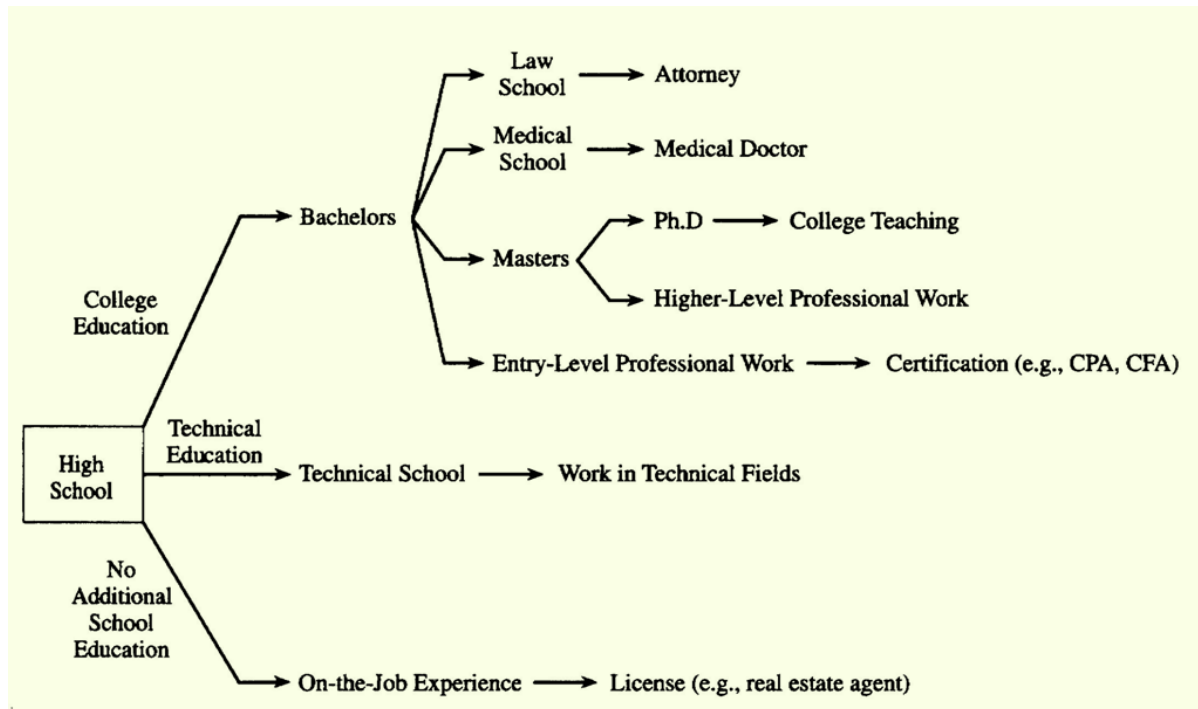 Law
School
Attorney
Medical
School
Medical Doctor
Bachelors
Ph.D
College Teaching
Masters
Higher-Level Professional Work
College
Education
Entry-Level Professional Work
Certification (e.g., CPA, CFA)
Technical
Education
High
School
Technical School
Work in Technical Fields
No
Additional
School
Education
On-the-Job Experience
License (e.g., real estate agent)